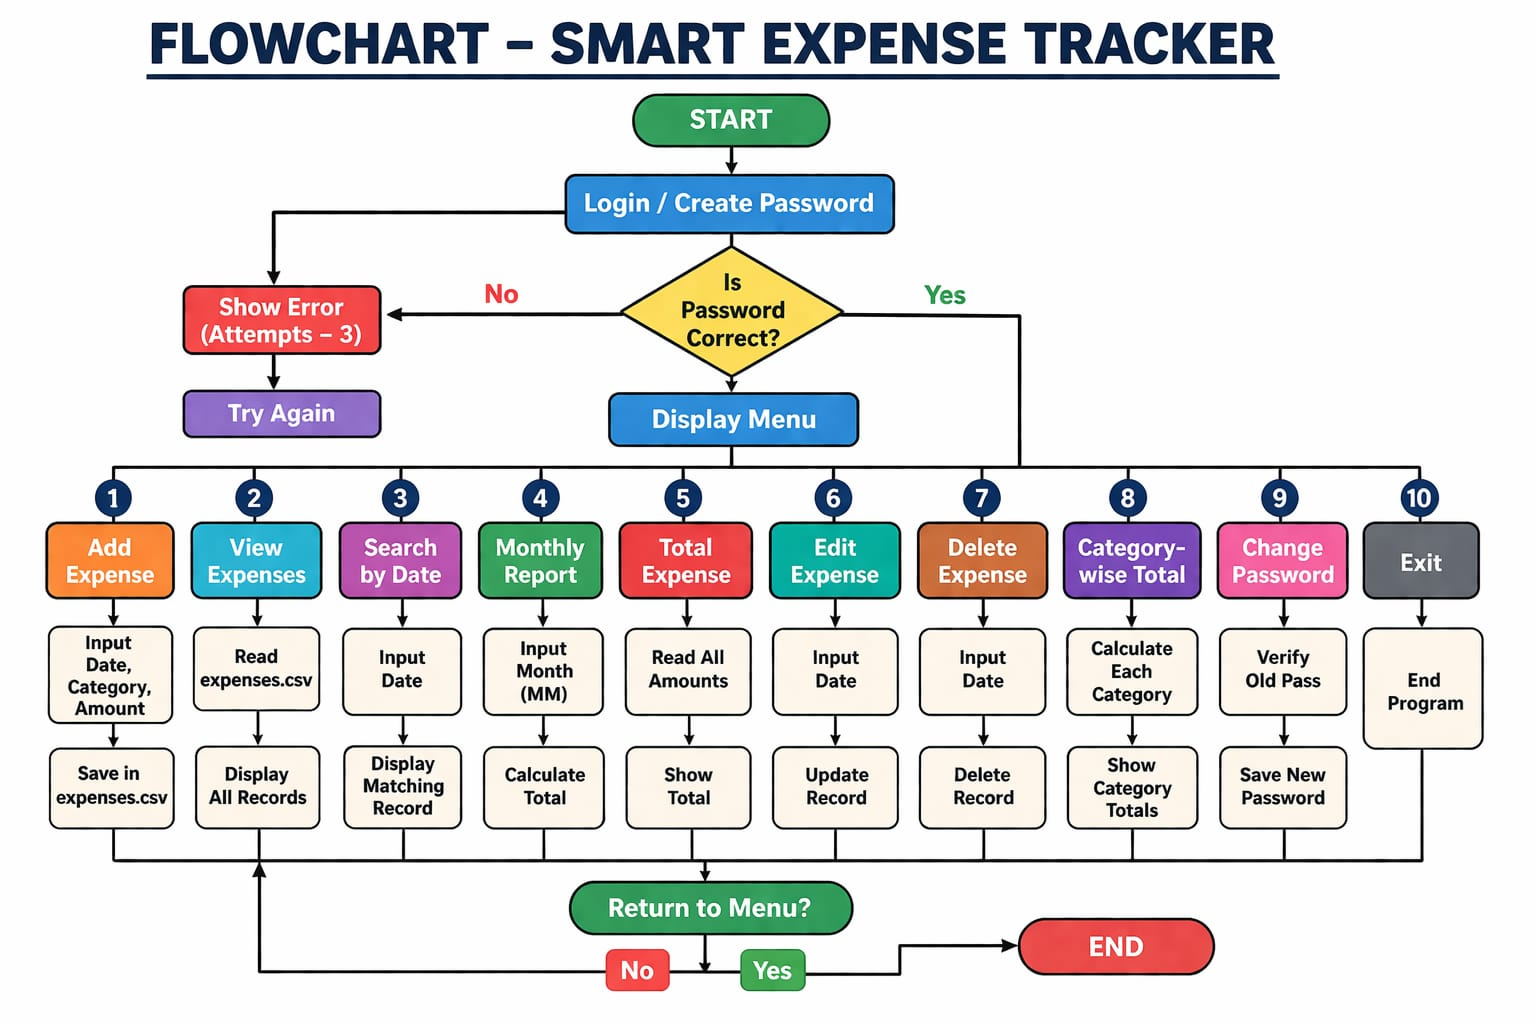 FLOWCHART – SMART EXPENSE TRACKER
START
Login / Create Password
Is
Password
Correct?
No
Yes
Show Error
(Attempts – 3)
Try Again
Display Menu
1
2
3
4
5
6
7
8
9
10
Add
Expense
View
Expenses
Search
by Date
Monthly
Report
Total
Expense
Edit
Expense
Delete
Expense
Category-
wise Total
Change
Password
Exit
Input
Date,
Category,
Amount
Read
expenses.csv
Input
Date
Input
Month
(MM)
Read All
Amounts
Input
Date
Input
Date
Calculate
Each
Category
Verify
Old Pass
End
Program
Save in
expenses.csv
Display
All Records
Display
Matching
Record
Calculate
Total
Show
Total
Update
Record
Delete
Record
Show
Category
Totals
Save New
Password
Return to Menu?
No
Yes
END